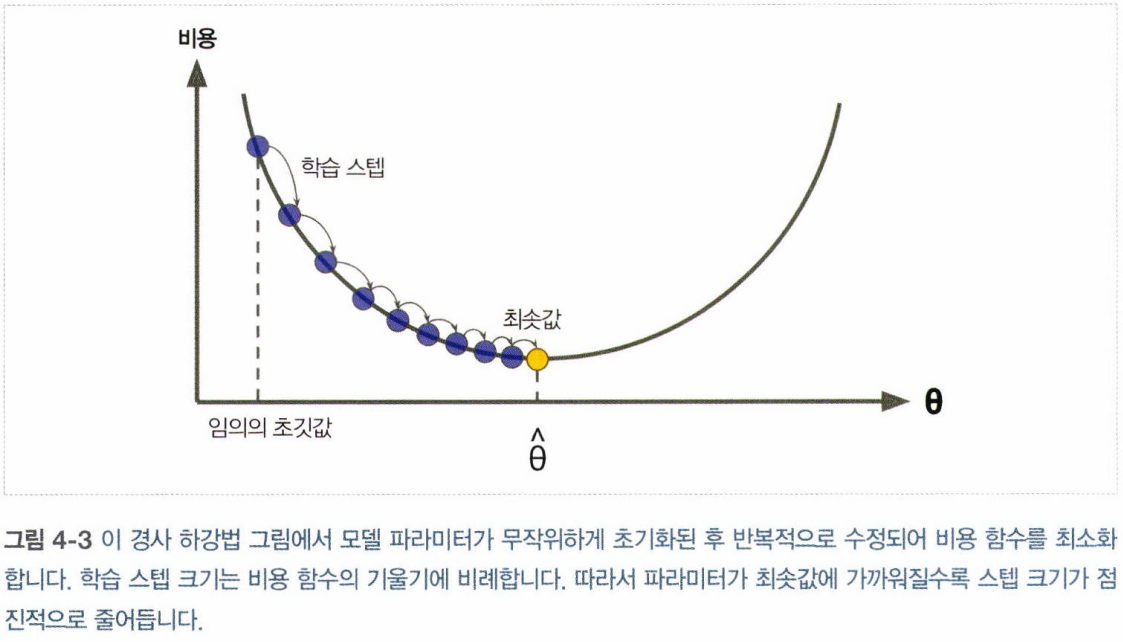 비용
학습 스텝
최솟값
θ
임의의 초깃값
θ̂
그림 4-3 이 경사 하강법 그림에서 모델 파라미터가 무작위하게 초기화된 후 반복적으로 수정되어 비용 함수를 최소화
합니다. 학습 스텝 크기는 비용 함수의 기울기에 비례합니다. 따라서 파라미터가 최솟값에 가까워질수록 스텝 크기가 점
진적으로 줄어듭니다.